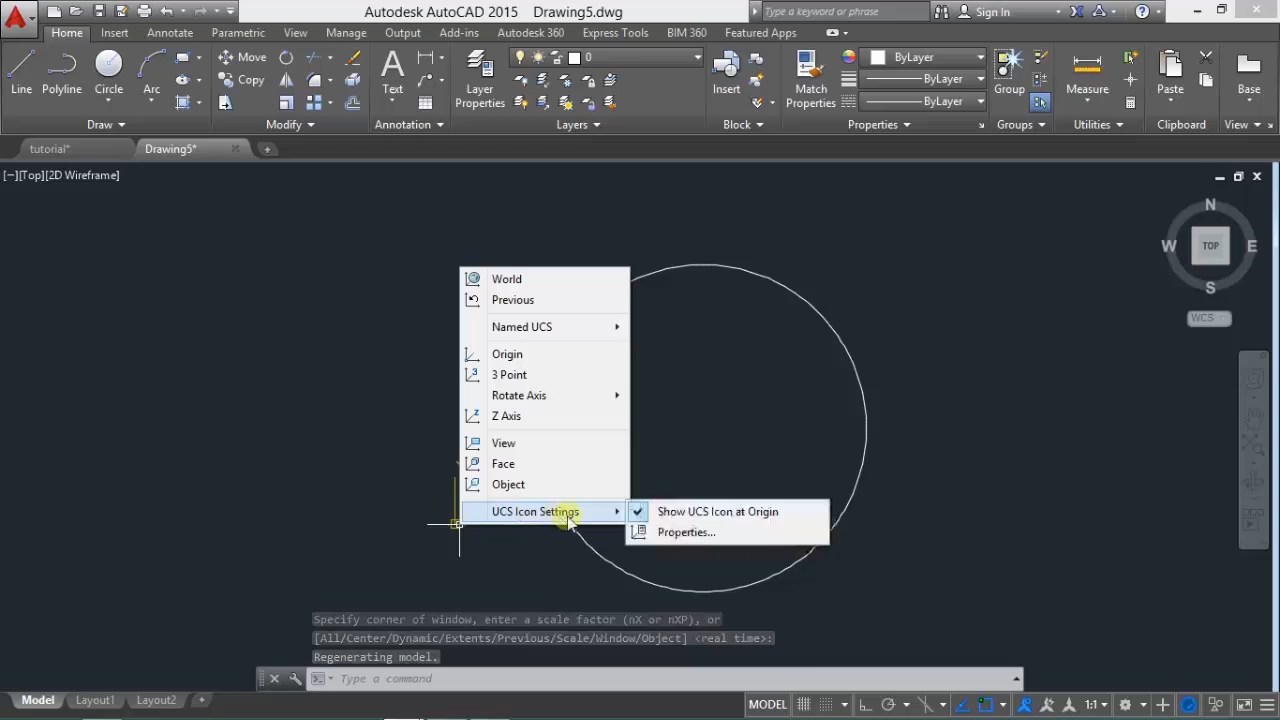 Autodesk AutoCAD 2015 Drawing5.dwg
Type a keyword or phrase
Sign In
Home Insert Annotate Parametric View Manage Output Add-ins Autodesk 360 Express Tools BIM 360 Featured Apps
Line Polyline Circle Arc
Move
Copy
Text
Layer Properties
0
Insert
Match Properties
ByLayer
ByLayer
ByLayer
Group
Measure
Paste
Base
Draw Modify Annotation Layers Block Properties Groups Utilities Clipboard View
tutorial* Drawing5*
[−][Top][2D Wireframe]
N
W TOP E
S
WCS
World
Previous
Named UCS
Origin
3 Point
Rotate Axis
Z Axis
View
Face
Object
UCS Icon Settings
Show UCS Icon at Origin
Properties...
Specify corner of window, enter a scale factor (nX or nXP), or
[All/Center/Dynamic/Extents/Previous/Scale/Window/Object] <real time>:
Regenerating model.
Type a command
Model Layout1 Layout2 + MODEL 1:1